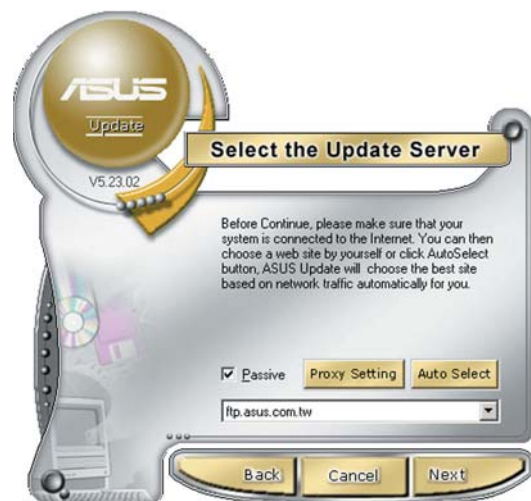 ASUS
Update
V5.23.02
Select the Update Server
Before Continue, please make sure that your
system is connected to the Internet. You can then
choose a web site by yourself or click AutoSelect
button, ASUS Update will choose the best site
based on network traffic automatically for you.
Passive
Proxy Setting
Auto Select
ftp.asus.com.tw
Back
Cancel
Next